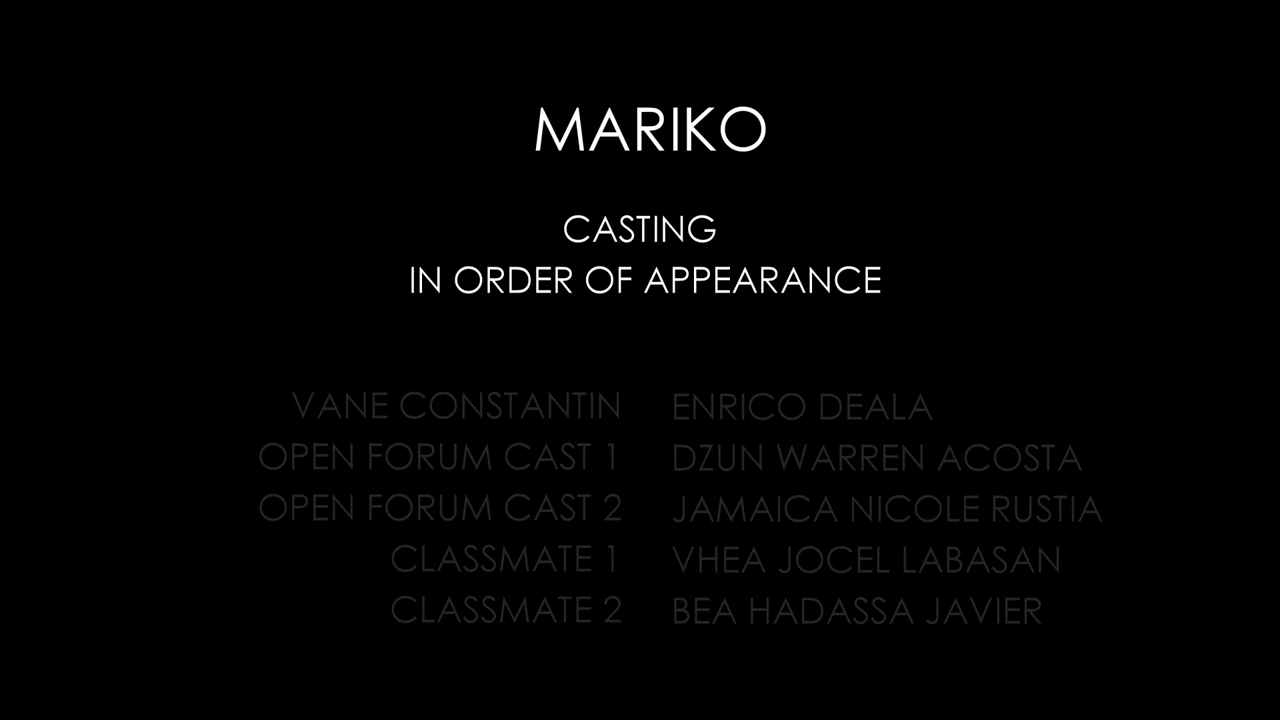 MARIKO
CASTING
IN ORDER OF APPEARANCE
VANE CONSTANTIN ENRICO DEALA
OPEN FORUM CAST 1 DZUN WARREN ACOSTA
OPEN FORUM CAST 2 JAMAICA NICOLE RUSTIA
CLASSMATE 1 VHEA JOCEL LABASAN
CLASSMATE 2 BEA HADASSA JAVIER